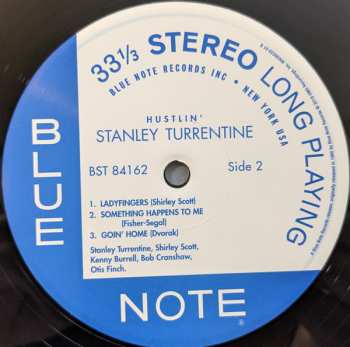 33⅓ STEREO LONG PLAYING
BLUE NOTE RECORDS INC • NEW YORK USA
HUSTLIN'
STANLEY TURRENTINE
BST 84162
Side 2
1. LADYFINGERS (Shirley Scott)
2. SOMETHING HAPPENS TO ME
(Fisher-Segal)
3. GOIN' HOME (Dvorak)
Stanley Turrentine, Shirley Scott,
Kenny Burrell, Bob Cranshaw,
Otis Finch.
BLUE
NOTE
®